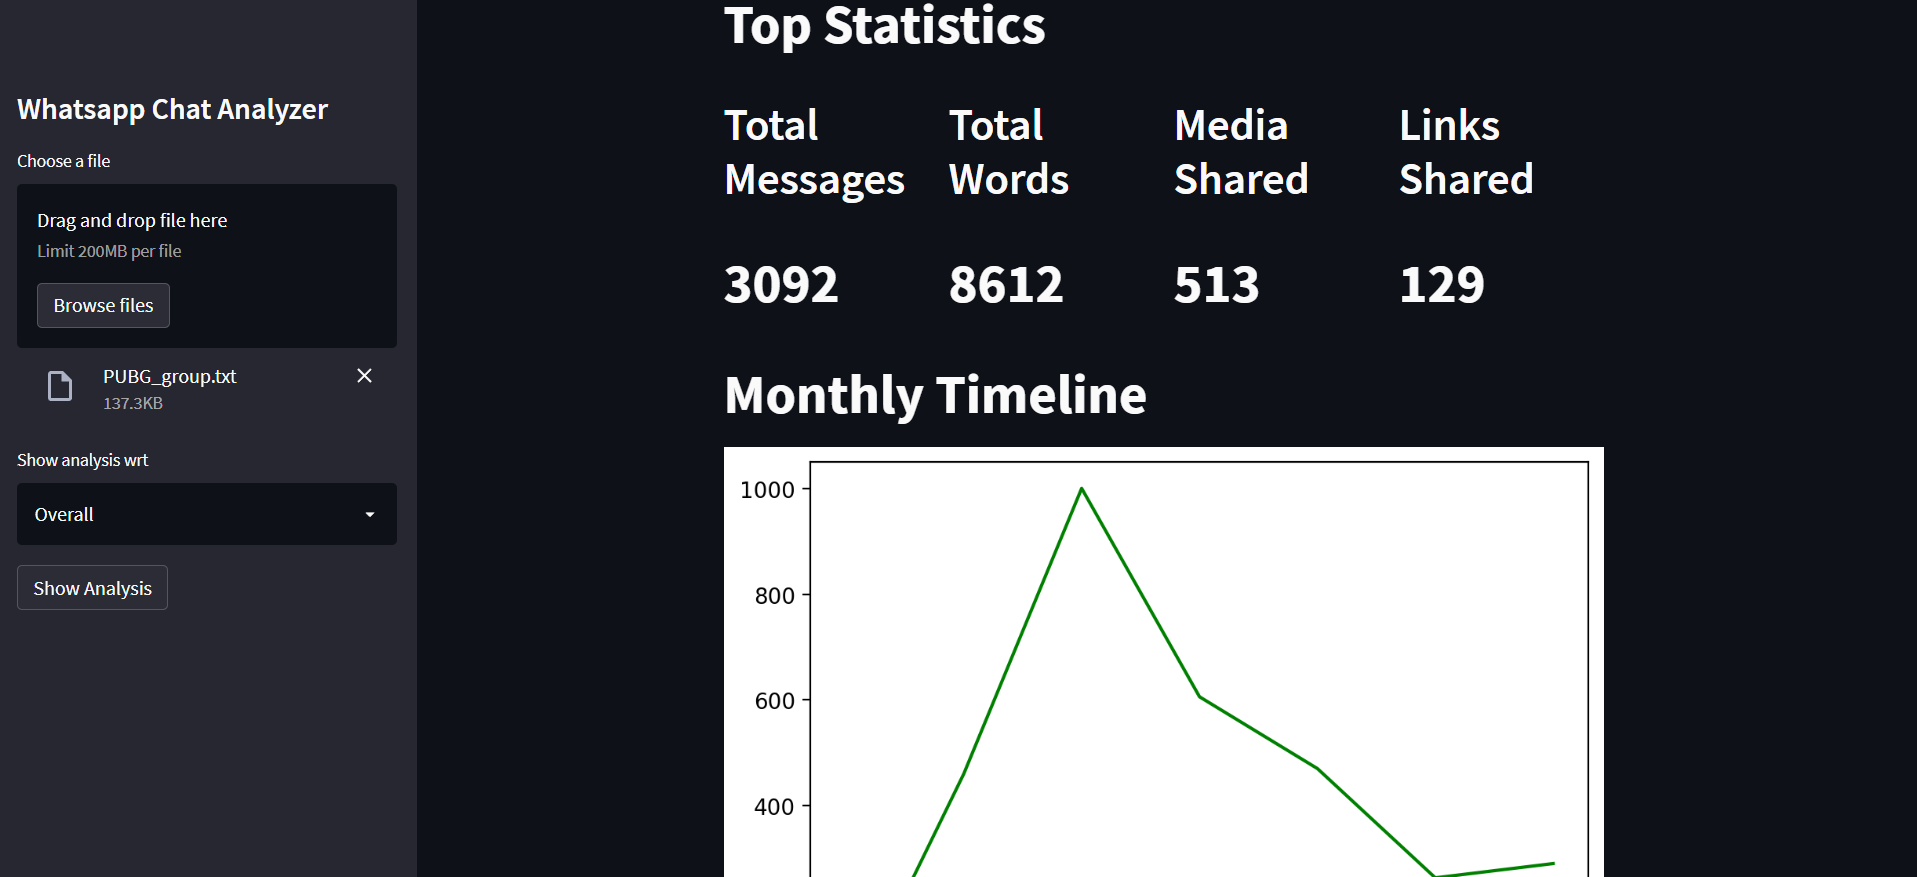 Whatsapp Chat Analyzer
Choose a file
Drag and drop file here
Limit 200MB per file
Browse files
PUBG_group.txt
137.3KB
Show analysis wrt
Overall
Show Analysis
Top Statistics
Total
Messages
Total
Words
Media
Shared
Links
Shared
3092
8612
513
129
Monthly Timeline
1000
800
600
400